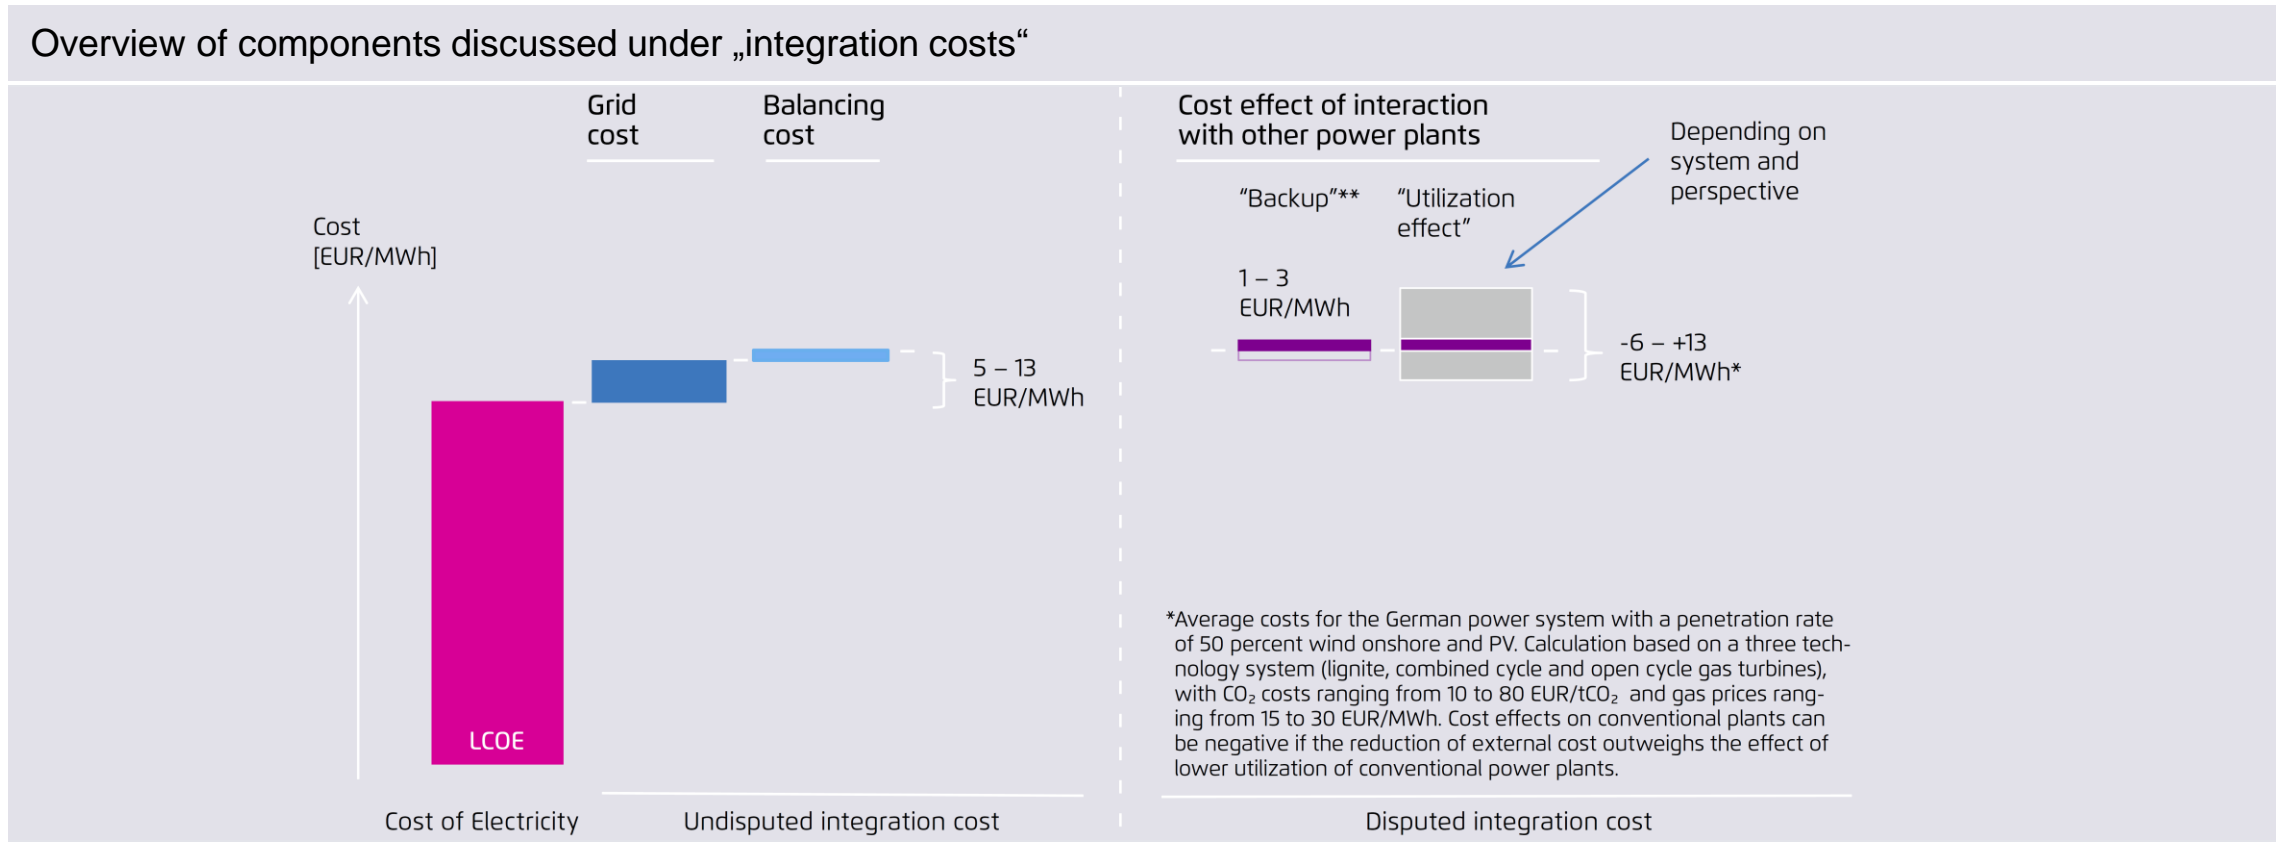 Overview of components discussed under „integration costs“
Grid
cost
Balancing
cost
Cost
[EUR/MWh]
5 – 13
EUR/MWh
LCOE
Cost of Electricity
Undisputed integration cost
Cost effect of interaction
with other power plants
Depending on
system and
perspective
“Backup”**
“Utilization
effect”
1 – 3
EUR/MWh
-6 – +13
EUR/MWh*
*Average costs for the German power system with a penetration rate
of 50 percent wind onshore and PV. Calculation based on a three tech-
nology system (lignite, combined cycle and open cycle gas turbines),
with CO₂ costs ranging from 10 to 80 EUR/tCO₂ and gas prices rang-
ing from 15 to 30 EUR/MWh. Cost effects on conventional plants can
be negative if the reduction of external cost outweighs the effect of
lower utilization of conventional power plants.
Disputed integration cost